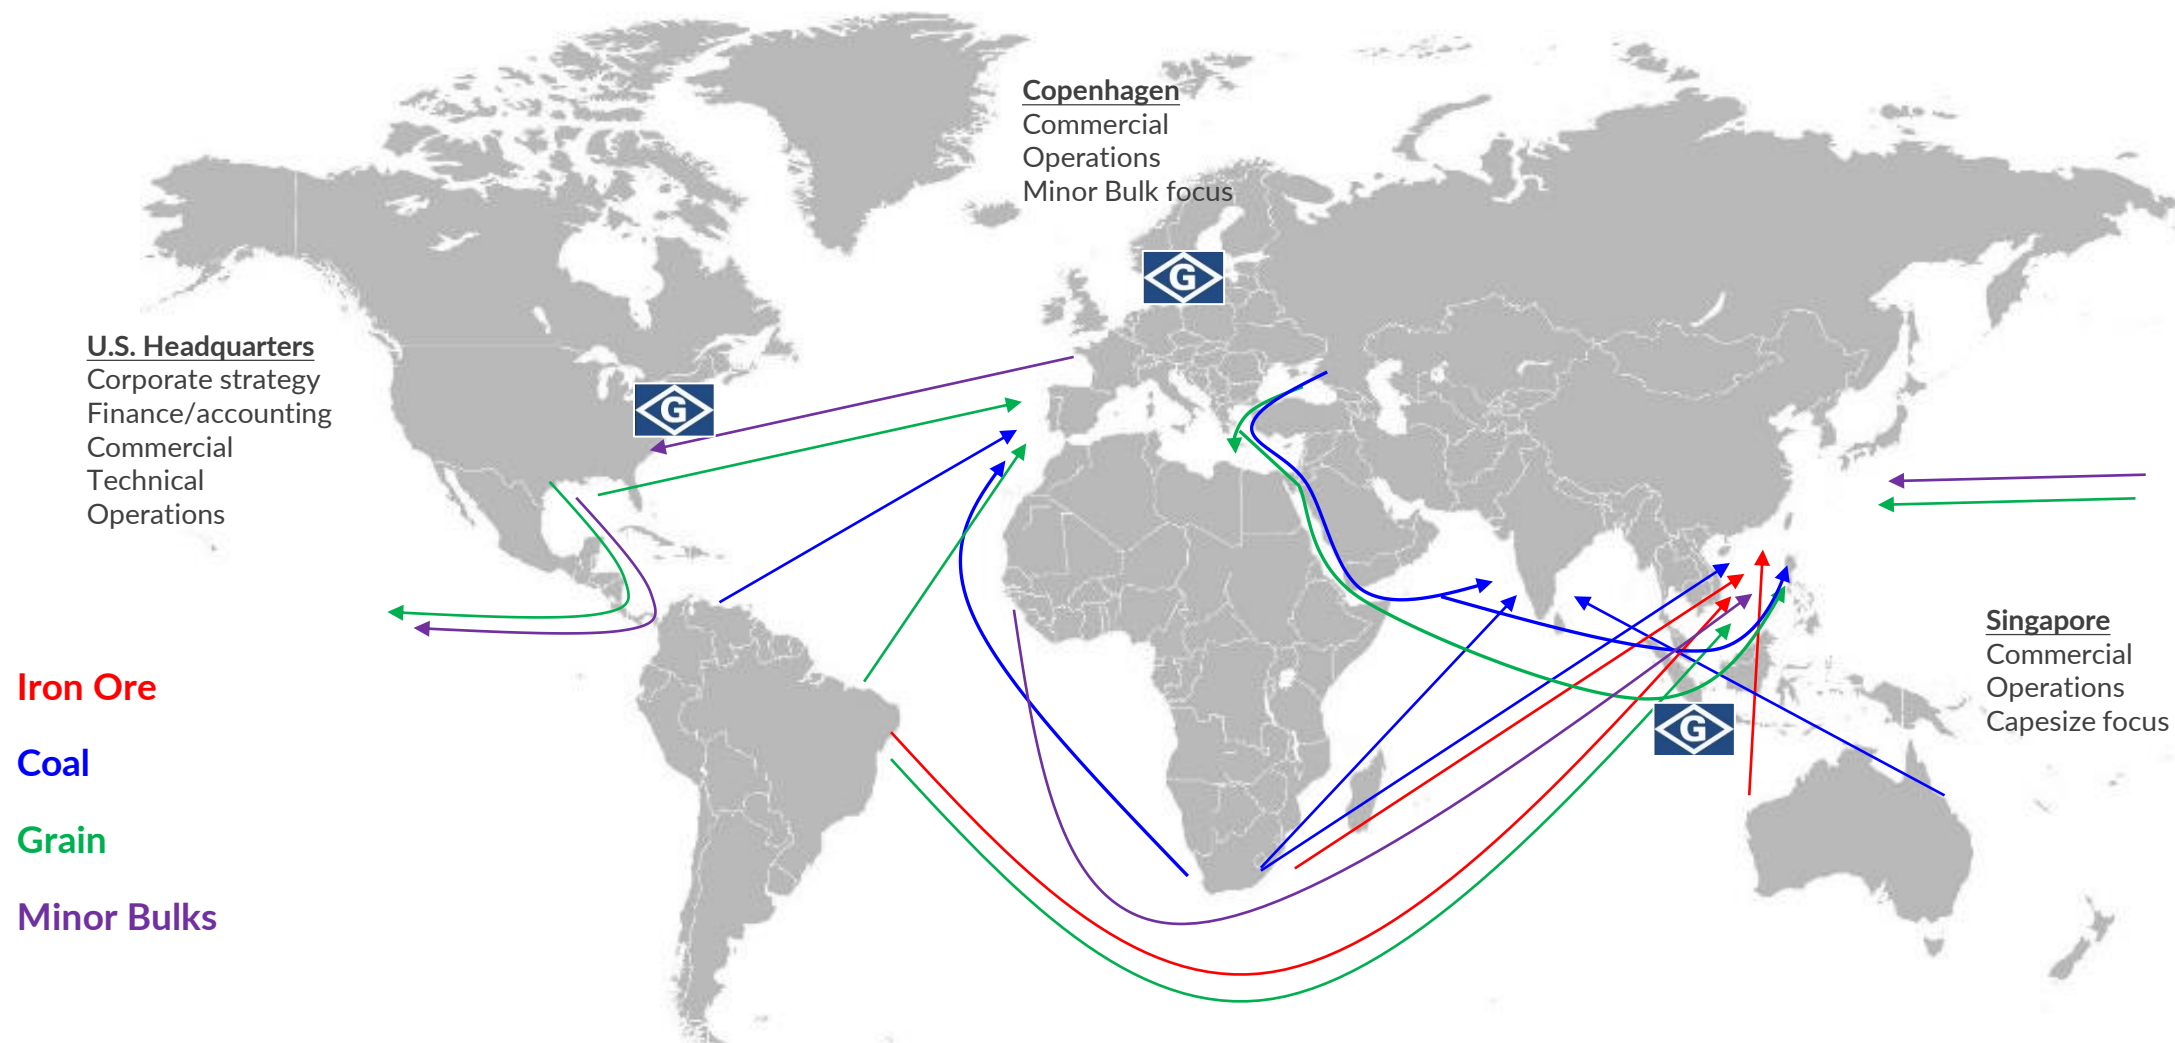 Copenhagen
Commercial
Operations
Minor Bulk focus
G
U.S. Headquarters
Corporate strategy
Finance/accounting
Commercial
Technical
Operations
G
Singapore
Commercial
Operations
Capesize focus
G
Iron Ore
Coal
Grain
Minor Bulks